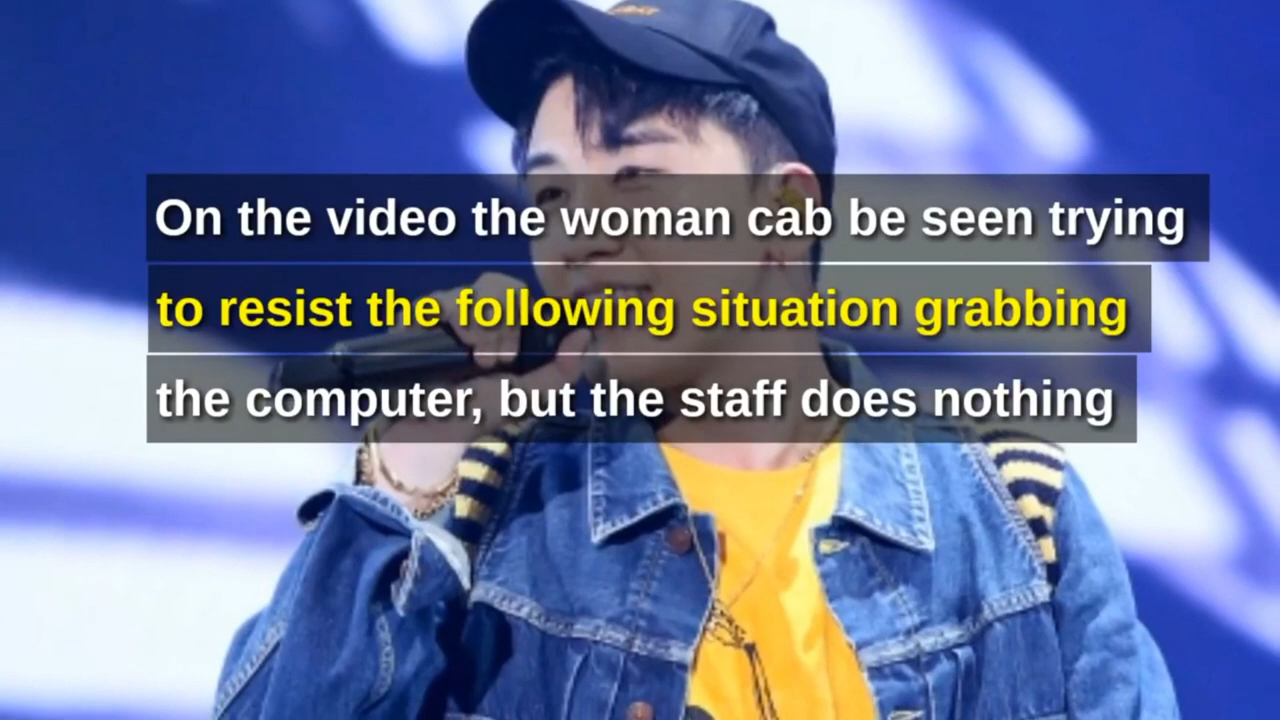 On the video the woman cab be seen trying
to resist the following situation grabbing
the computer, but the staff does nothing